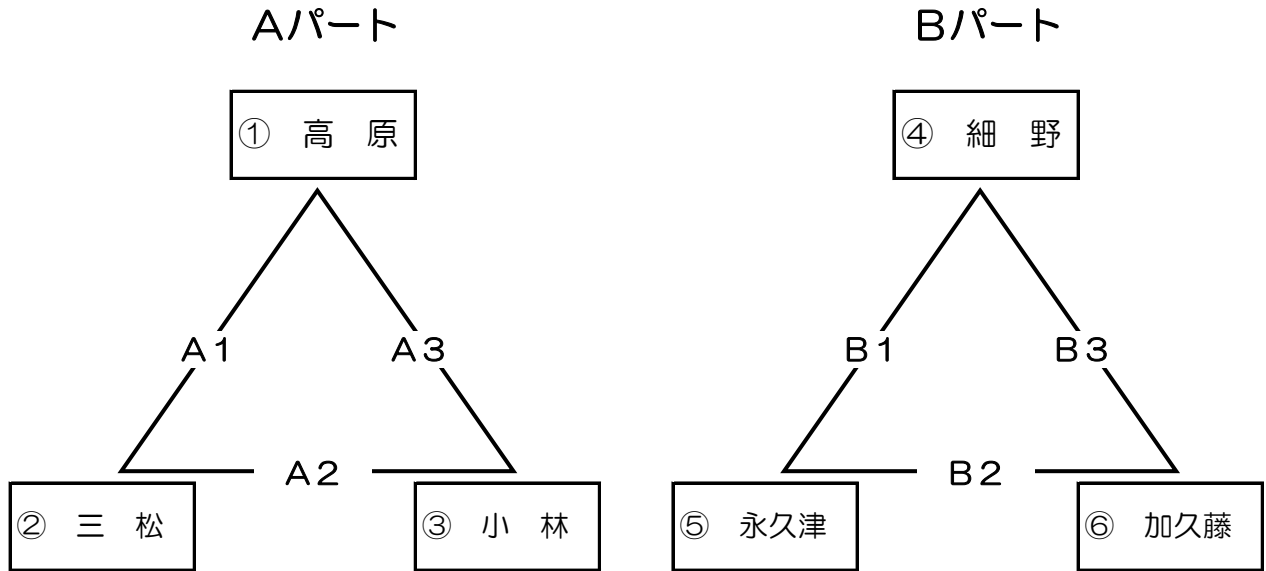 Aパート Bパート
① 高 原 ④ 細 野
A1 A3 B1 B3
A2 B2
② 三 松 ③ 小 林 ⑤ 永久津 ⑥ 加久藤